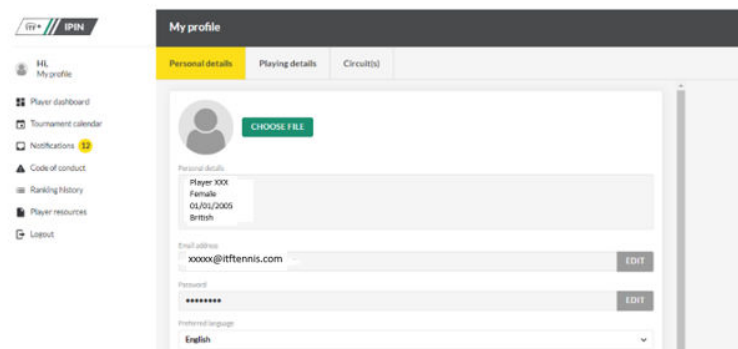 itf IPIN
My profile
Hi,
My profile
Player dashboard
Tournament calendar
Notifications 12
Code of conduct
Ranking history
Player resources
Logout
Personal details Playing details Circuit(s)
CHOOSE FILE
Personal details
Player XXX
Female
01/01/2005
British
Email address
xxxxx@itftennis.com EDIT
Password
•••••••• EDIT
Preferred language
English